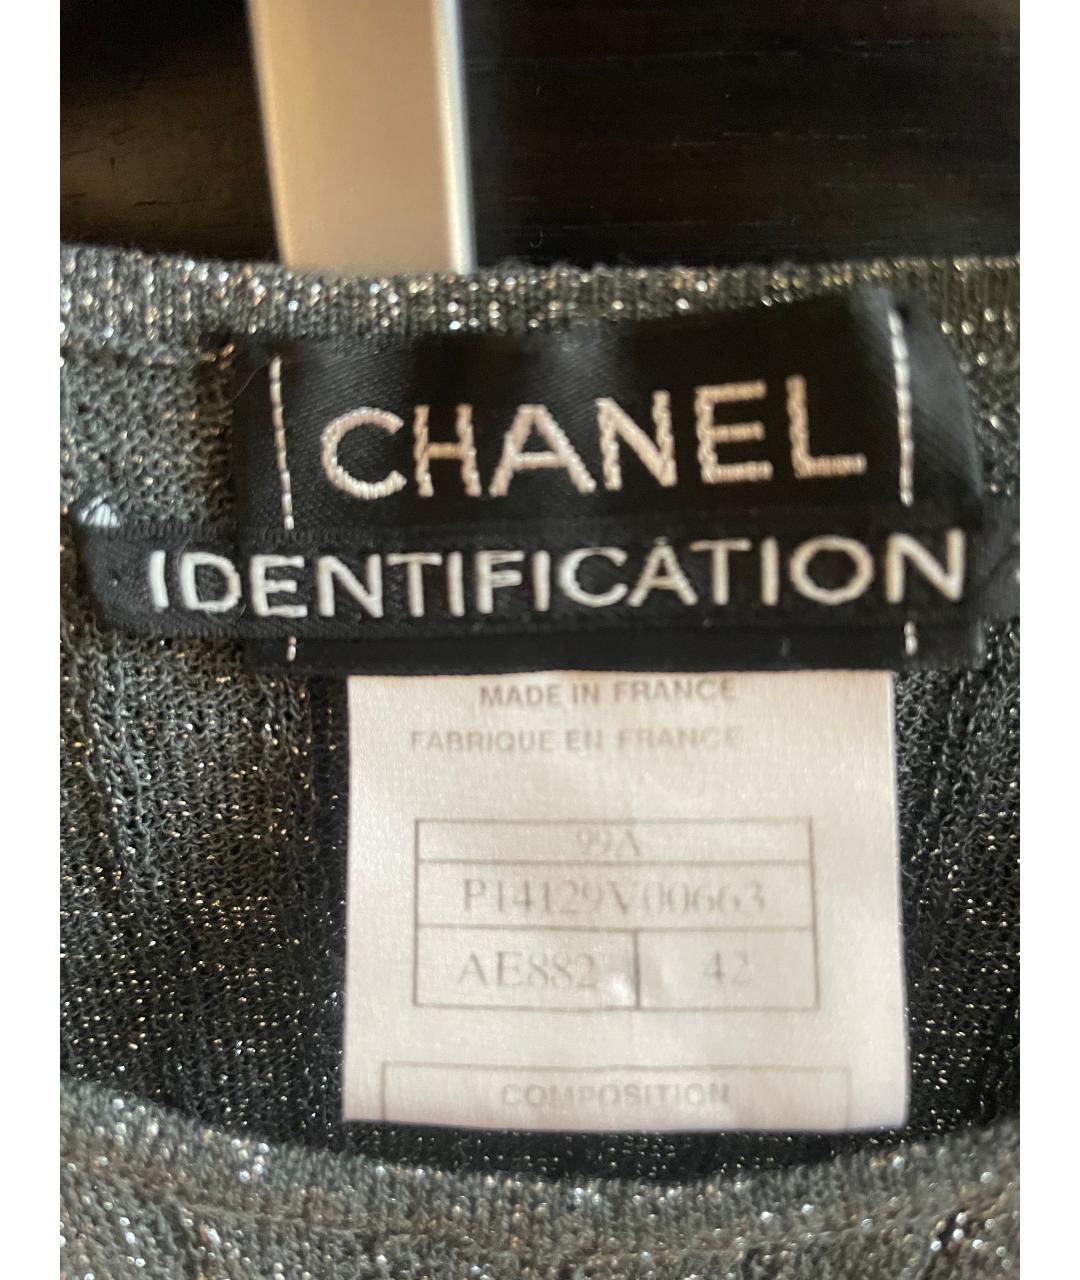 CHANEL
IDENTIFICATION
MADE IN FRANCE
FABRIQUE EN FRANCE
99A
P14129V00663
AE882 42
COMPOSITION